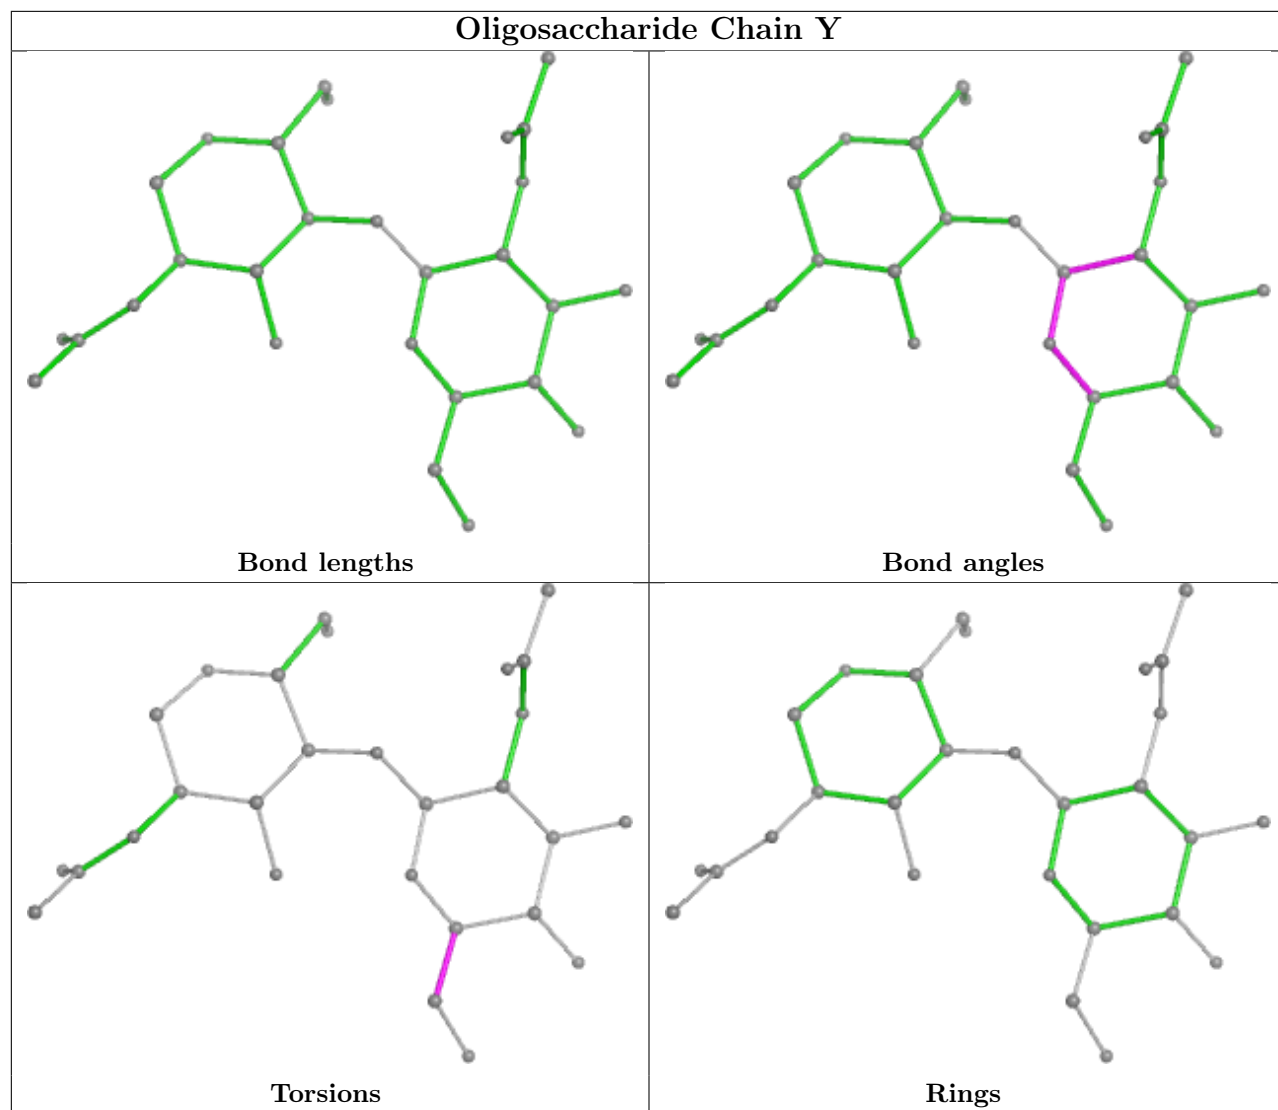 Oligosaccharide Chain Y
Bond lengths
Bond angles
Torsions
Rings